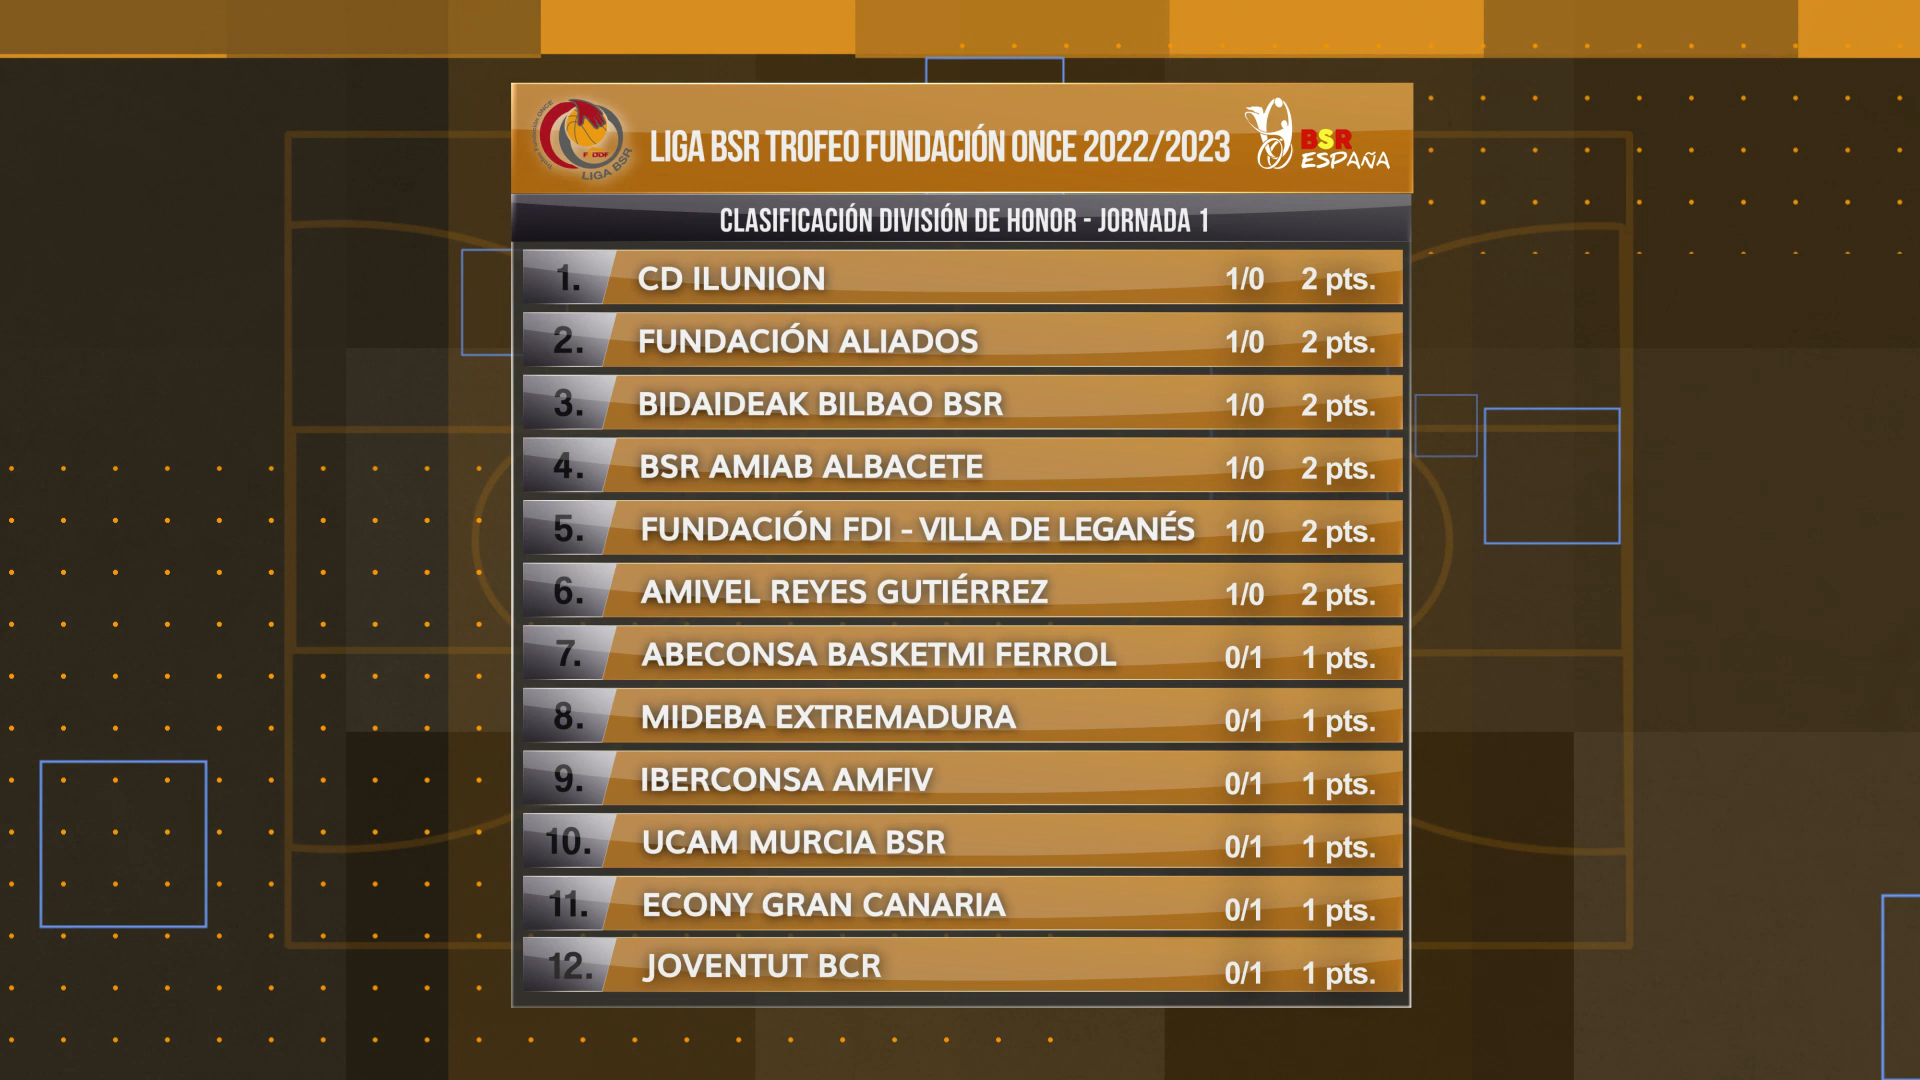 LIGA BSR TROFEO FUNDACIÓN ONCE 2022/2023
LIGA BSR
BSR
ESPAÑA
CLASIFICACIÓN DIVISIÓN DE HONOR - JORNADA 1
1. CD ILUNION 1/0 2 pts.
2. FUNDACIÓN ALIADOS 1/0 2 pts.
3. BIDAIDEAK BILBAO BSR 1/0 2 pts.
4. BSR AMIAB ALBACETE 1/0 2 pts.
5. FUNDACIÓN FDI - VILLA DE LEGANÉS 1/0 2 pts.
6. AMIVEL REYES GUTIÉRREZ 1/0 2 pts.
7. ABECONSA BASKETMI FERROL 0/1 1 pts.
8. MIDEBA EXTREMADURA 0/1 1 pts.
9. IBERCONSA AMFIV 0/1 1 pts.
10. UCAM MURCIA BSR 0/1 1 pts.
11. ECONY GRAN CANARIA 0/1 1 pts.
12. JOVENTUT BCR 0/1 1 pts.